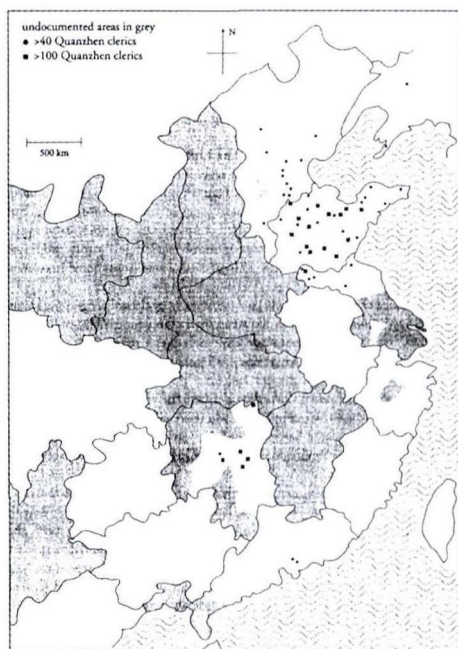 undocumented areas in grey
>40 Quanzhen clerics
>100 Quanzhen clerics
N
500 km